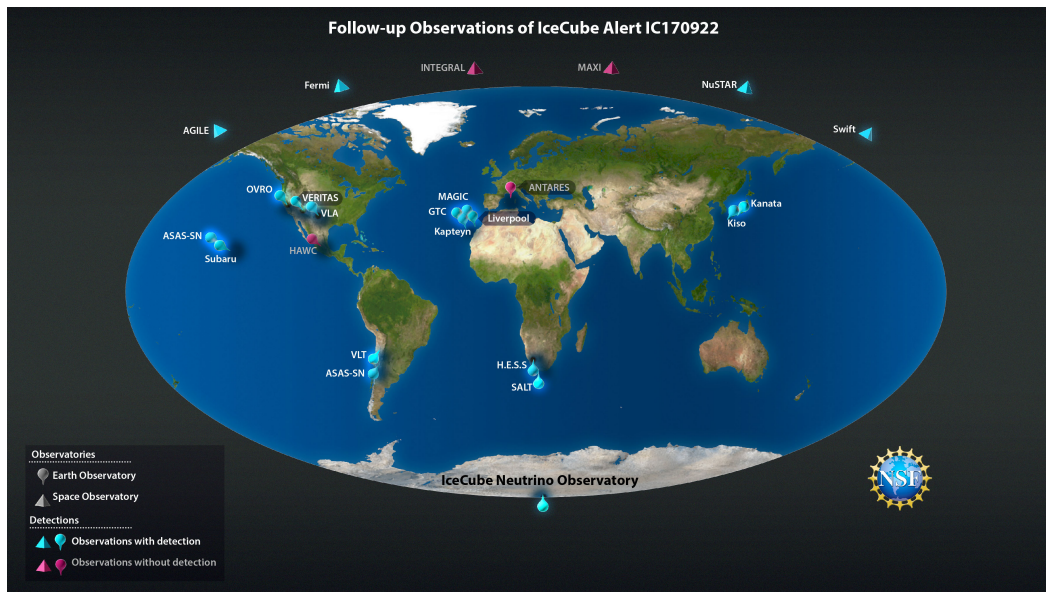 Follow-up Observations of IceCube Alert IC170922
INTEGRAL
MAXI
Fermi
NuSTAR
AGILE
Swift
OVRO
VERITAS
VLA
MAGIC
GTC
Kapteyn
ANTARES
Liverpool
Kanata
Kiso
ASAS-SN
Subaru
HAWC
VLT
ASAS-SN
H.E.S.S
SALT
IceCube Neutrino Observatory
NSF
Observatories
Earth Observatory
Space Observatory
Detections
Observations with detection
Observations without detection